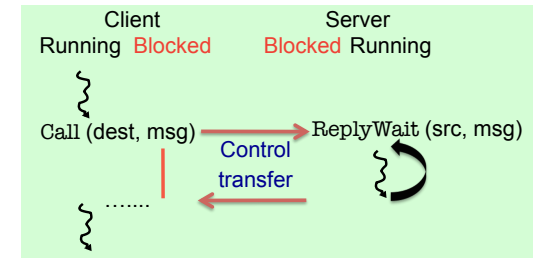 Client Server
Running Blocked Blocked Running
Call (dest, msg) ReplyWait (src, msg)
Control
transfer
…....